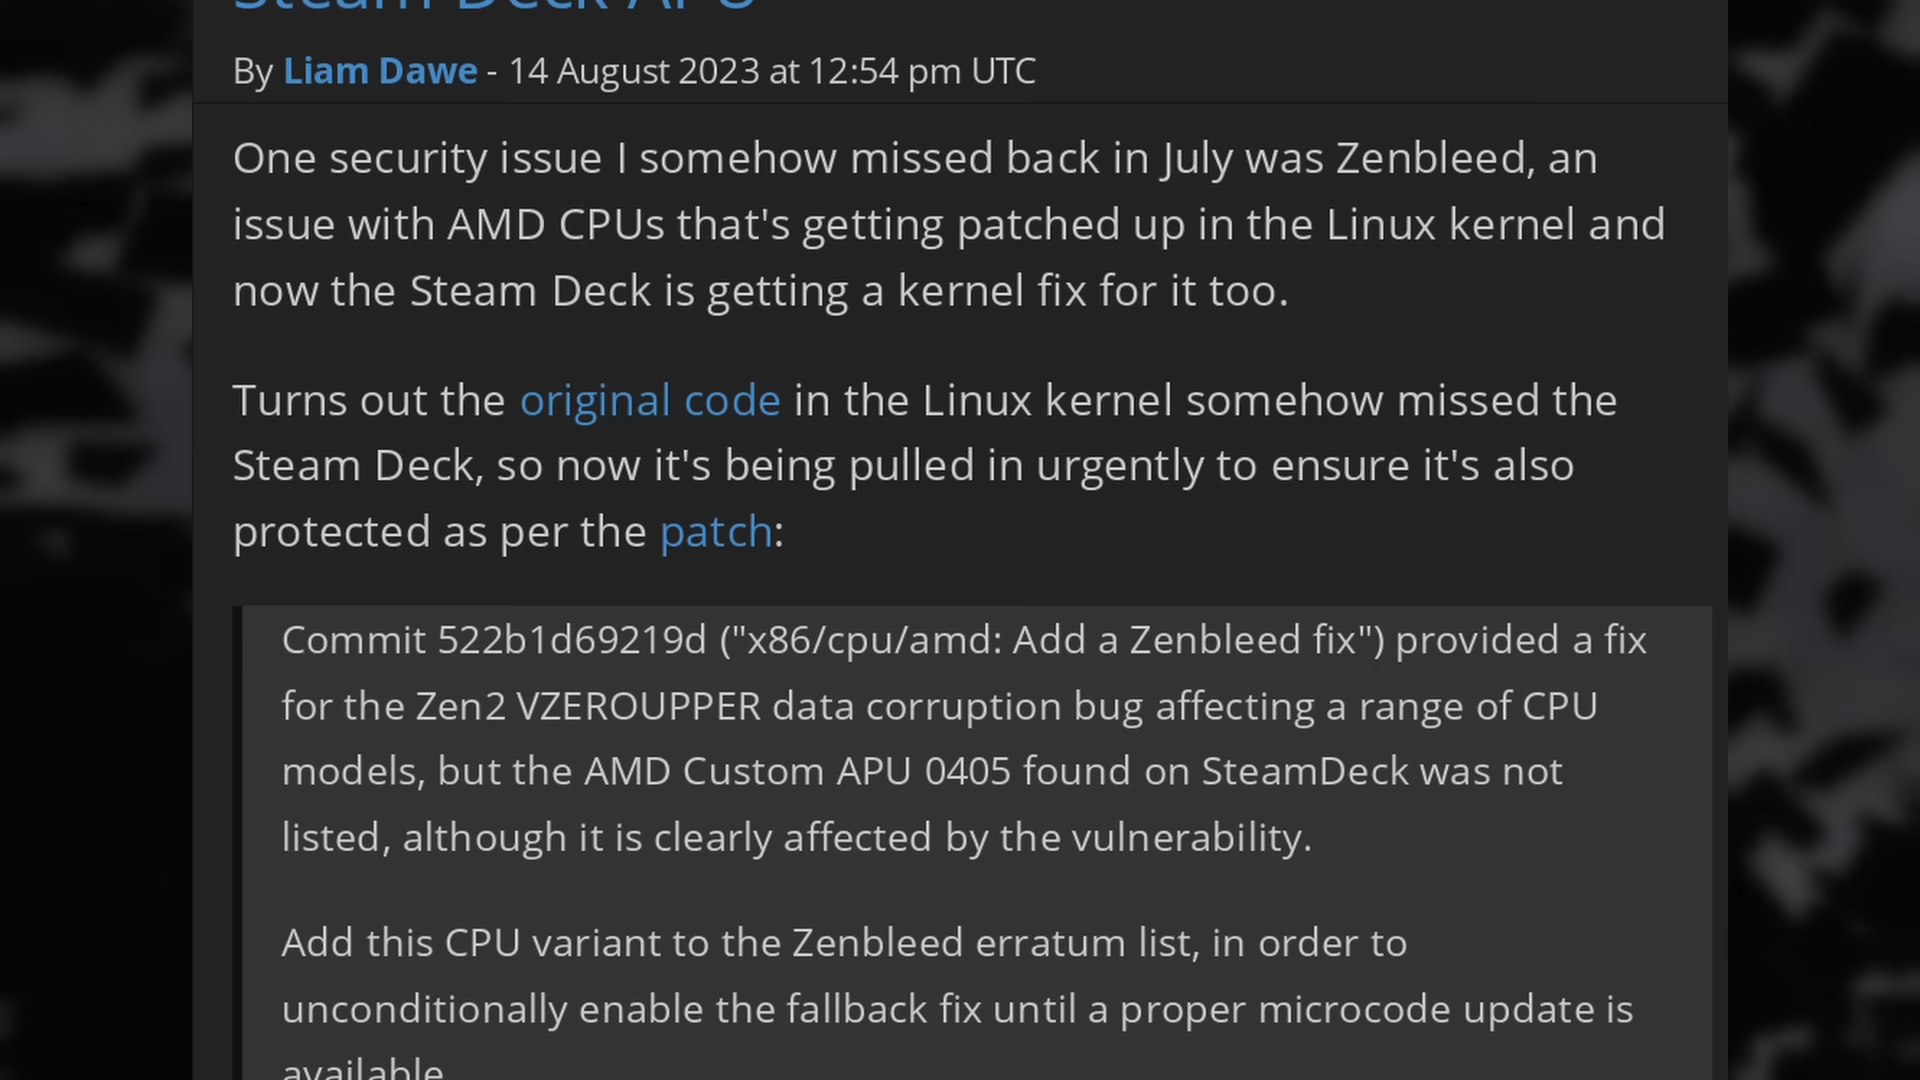 Steam Deck APU
By Liam Dawe - 14 August 2023 at 12:54 pm UTC
One security issue I somehow missed back in July was Zenbleed, an
issue with AMD CPUs that's getting patched up in the Linux kernel and
now the Steam Deck is getting a kernel fix for it too.
Turns out the original code in the Linux kernel somehow missed the
Steam Deck, so now it's being pulled in urgently to ensure it's also
protected as per the patch:
Commit 522b1d69219d ("x86/cpu/amd: Add a Zenbleed fix") provided a fix
for the Zen2 VZEROUPPER data corruption bug affecting a range of CPU
models, but the AMD Custom APU 0405 found on SteamDeck was not
listed, although it is clearly affected by the vulnerability.
Add this CPU variant to the Zenbleed erratum list, in order to
unconditionally enable the fallback fix until a proper microcode update is
available.